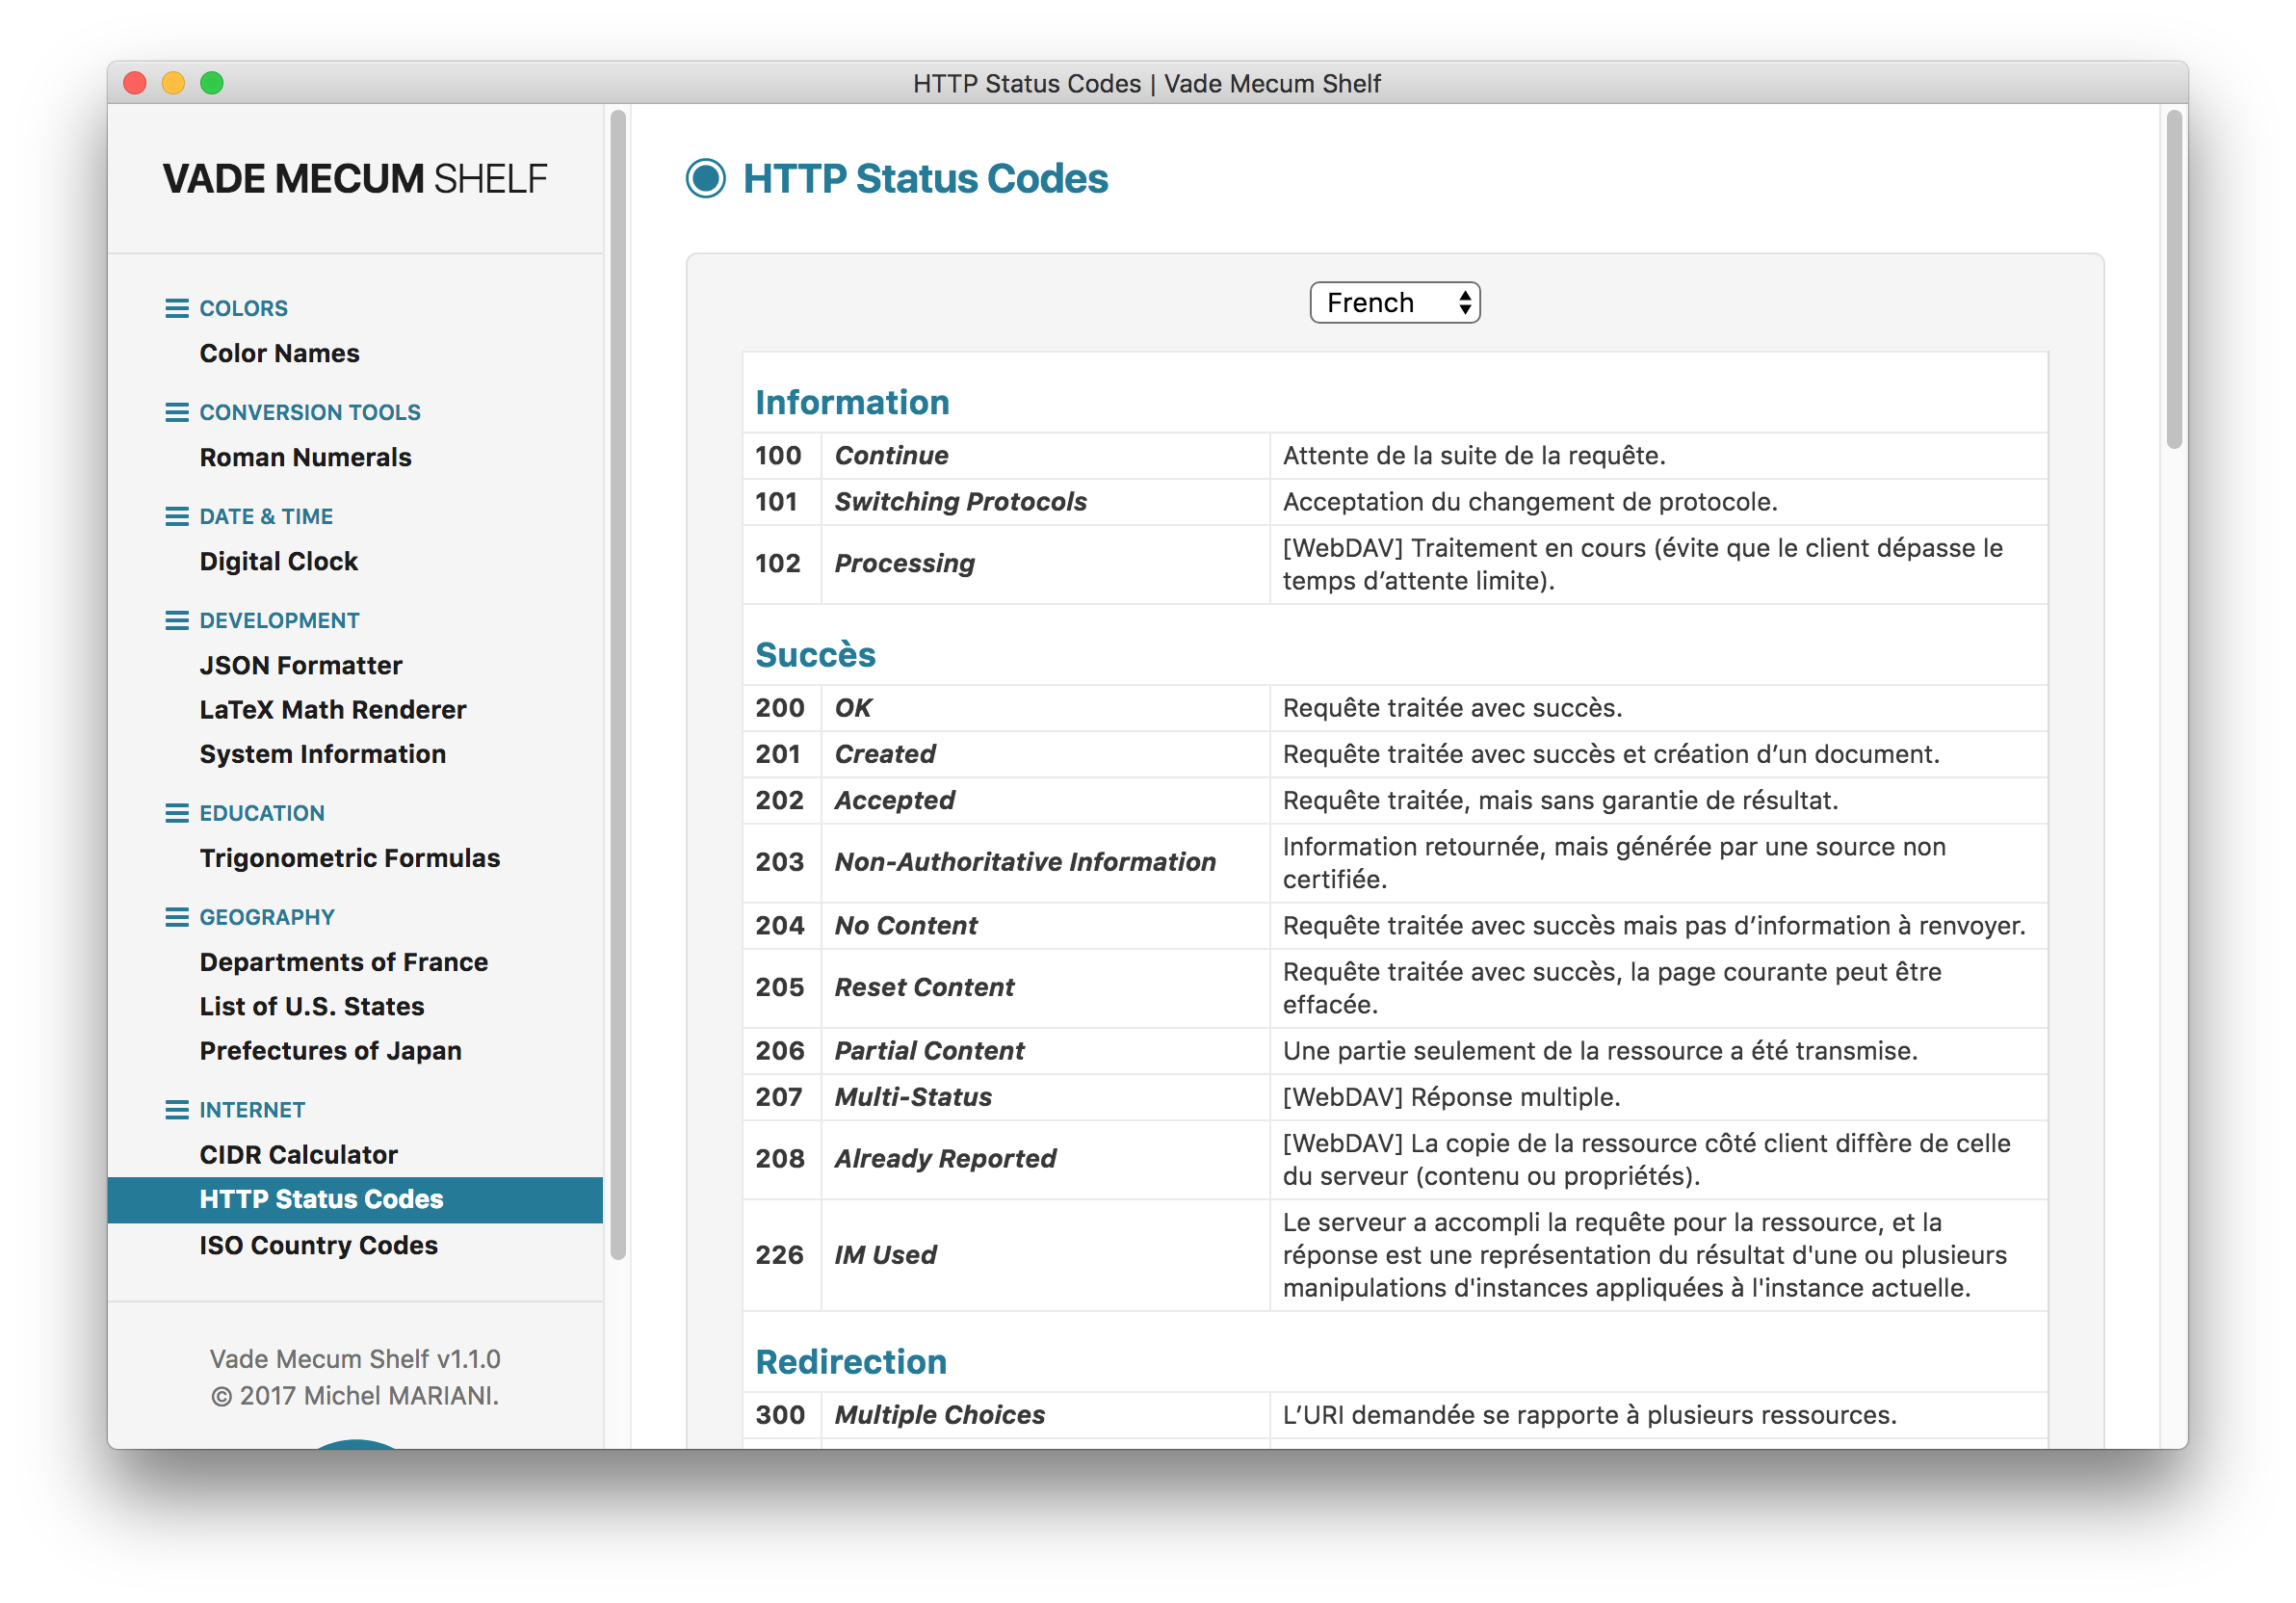 HTTP Status Codes | Vade Mecum Shelf
VADE MECUM SHELF
COLORS
Color Names
CONVERSION TOOLS
Roman Numerals
DATE & TIME
Digital Clock
DEVELOPMENT
JSON Formatter
LaTeX Math Renderer
System Information
EDUCATION
Trigonometric Formulas
GEOGRAPHY
Departments of France
List of U.S. States
Prefectures of Japan
INTERNET
CIDR Calculator
HTTP Status Codes
ISO Country Codes
Vade Mecum Shelf v1.1.0
© 2017 Michel MARIANI.
HTTP Status Codes
French
Information
100 Continue Attente de la suite de la requête.
101 Switching Protocols Acceptation du changement de protocole.
102 Processing [WebDAV] Traitement en cours (évite que le client dépasse le
temps d’attente limite).
Succès
200 OK Requête traitée avec succès.
201 Created Requête traitée avec succès et création d’un document.
202 Accepted Requête traitée, mais sans garantie de résultat.
203 Non-Authoritative Information Information retournée, mais générée par une source non
certifiée.
204 No Content Requête traitée avec succès mais pas d’information à renvoyer.
205 Reset Content Requête traitée avec succès, la page courante peut être
effacée.
206 Partial Content Une partie seulement de la ressource a été transmise.
207 Multi-Status [WebDAV] Réponse multiple.
208 Already Reported [WebDAV] La copie de la ressource côté client diffère de celle
du serveur (contenu ou propriétés).
226 IM Used Le serveur a accompli la requête pour la ressource, et la
réponse est une représentation du résultat d'une ou plusieurs
manipulations d'instances appliquées à l'instance actuelle.
Redirection
300 Multiple Choices L’URI demandée se rapporte à plusieurs ressources.